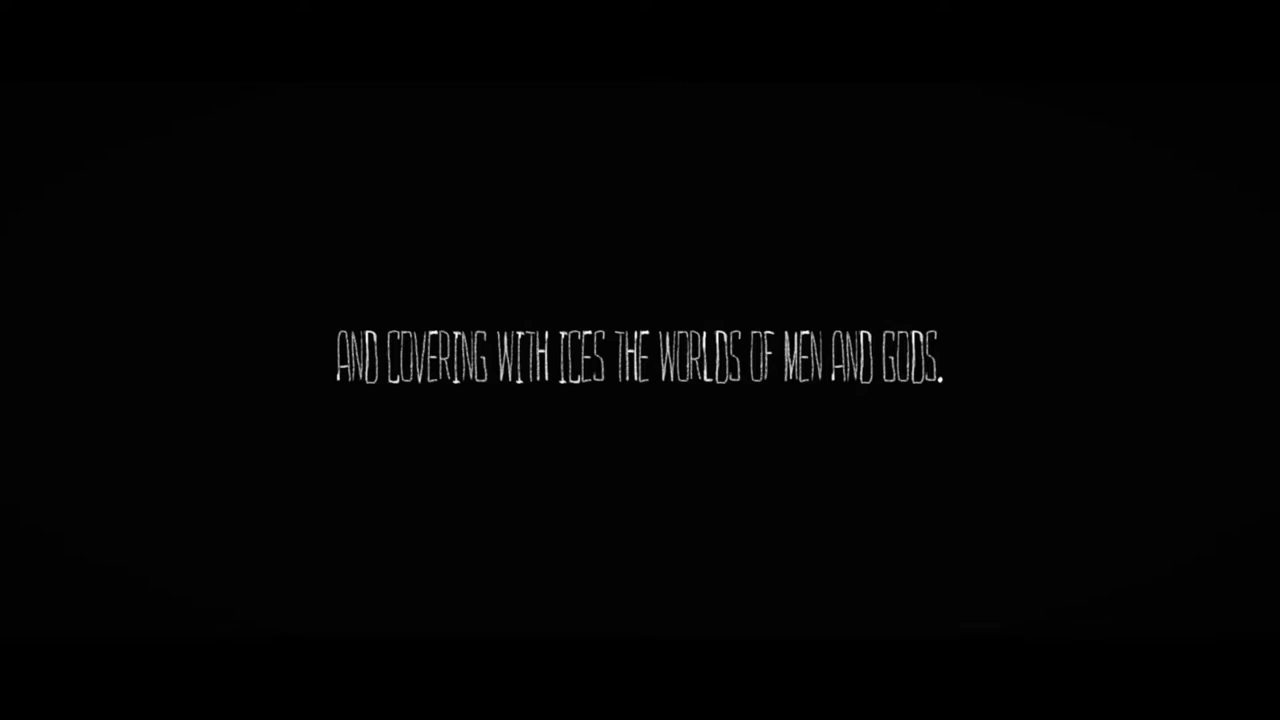 AND COVERING WITH ICES THE WORLDS OF MEN AND GODS.